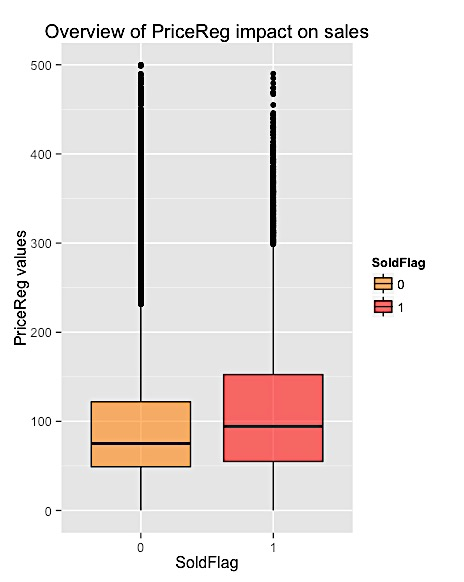 Overview of PriceReg impact on sales
500
400
300
200
100
0
PriceReg values
0
1
SoldFlag
SoldFlag
0
1